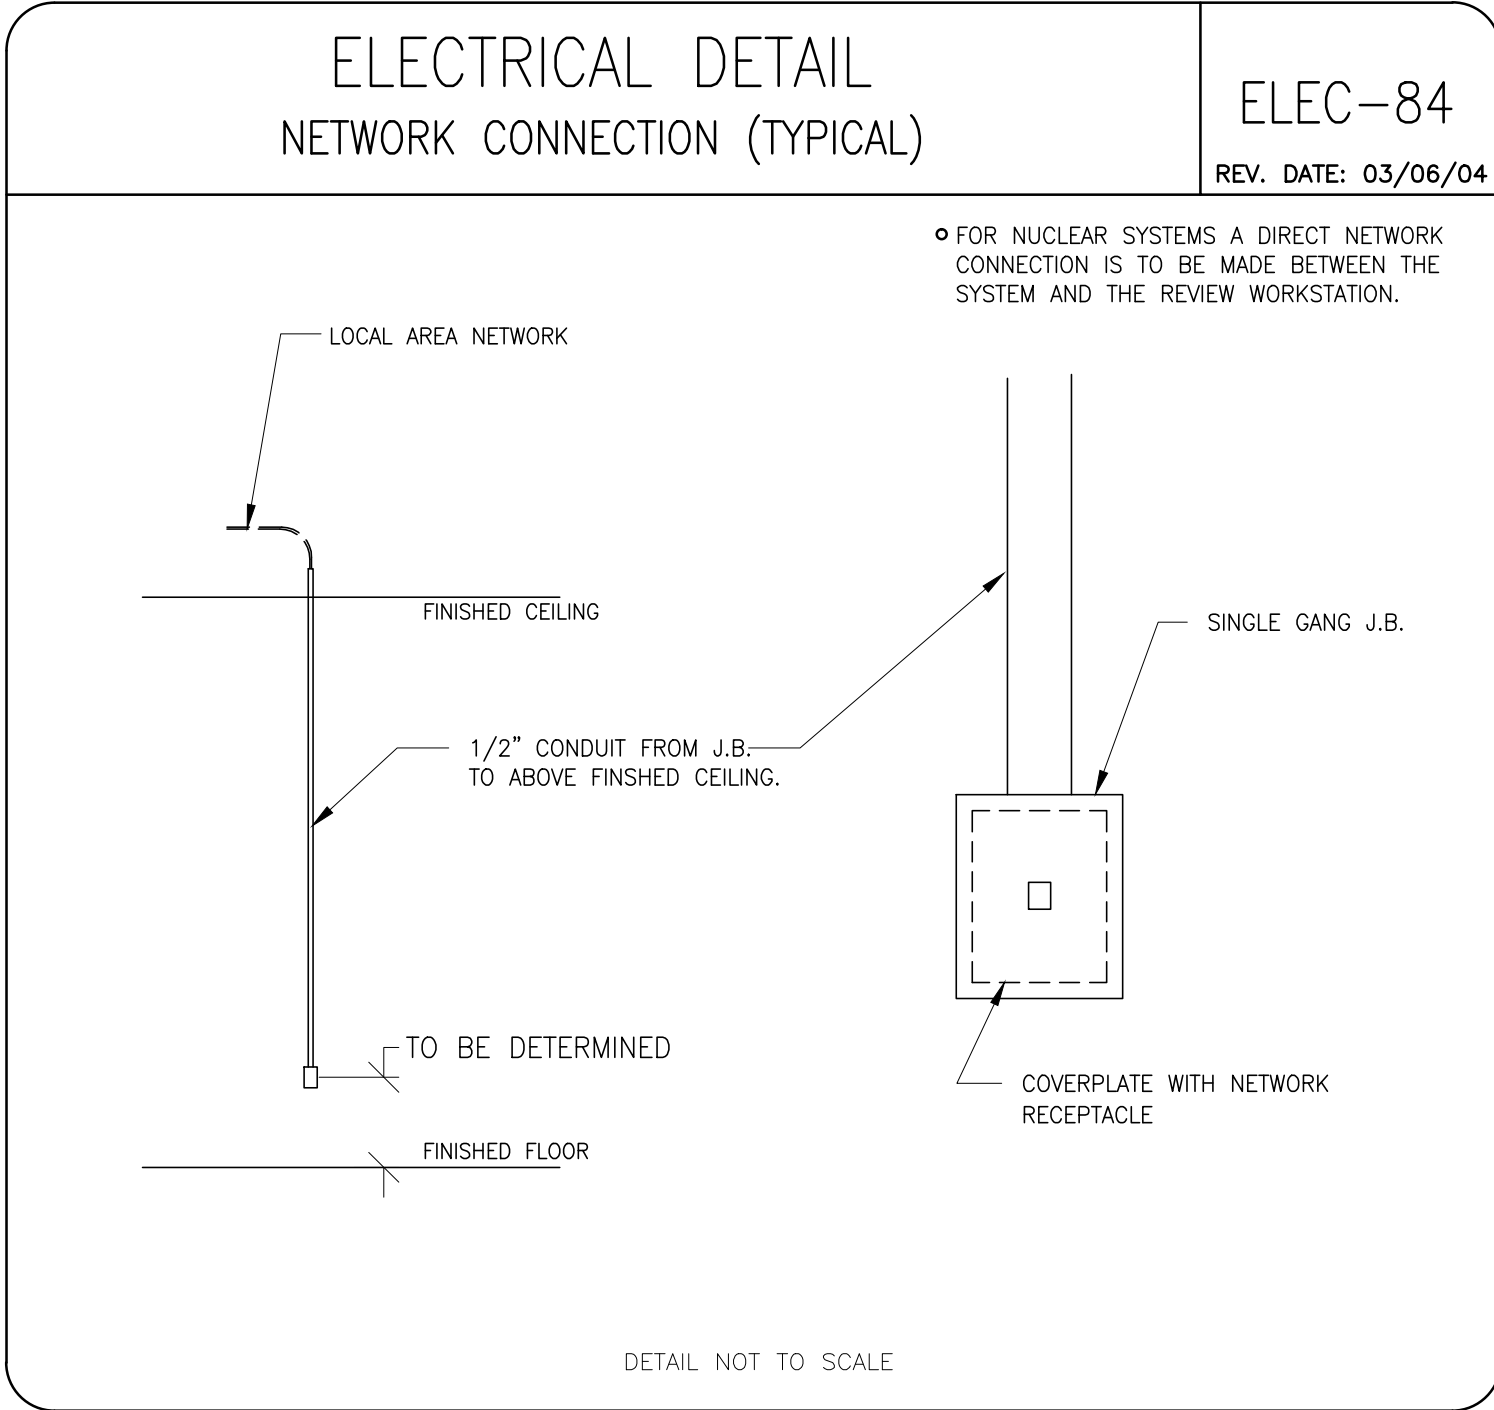 ELECTRICAL DETAIL
NETWORK CONNECTION (TYPICAL)
ELEC-84
REV. DATE: 03/06/04
FOR NUCLEAR SYSTEMS A DIRECT NETWORK
CONNECTION IS TO BE MADE BETWEEN THE
SYSTEM AND THE REVIEW WORKSTATION.
LOCAL AREA NETWORK
FINISHED CEILING
SINGLE GANG J.B.
1/2" CONDUIT FROM J.B.
TO ABOVE FINSHED CEILING.
TO BE DETERMINED
COVERPLATE WITH NETWORK
RECEPTACLE
FINISHED FLOOR
DETAIL NOT TO SCALE